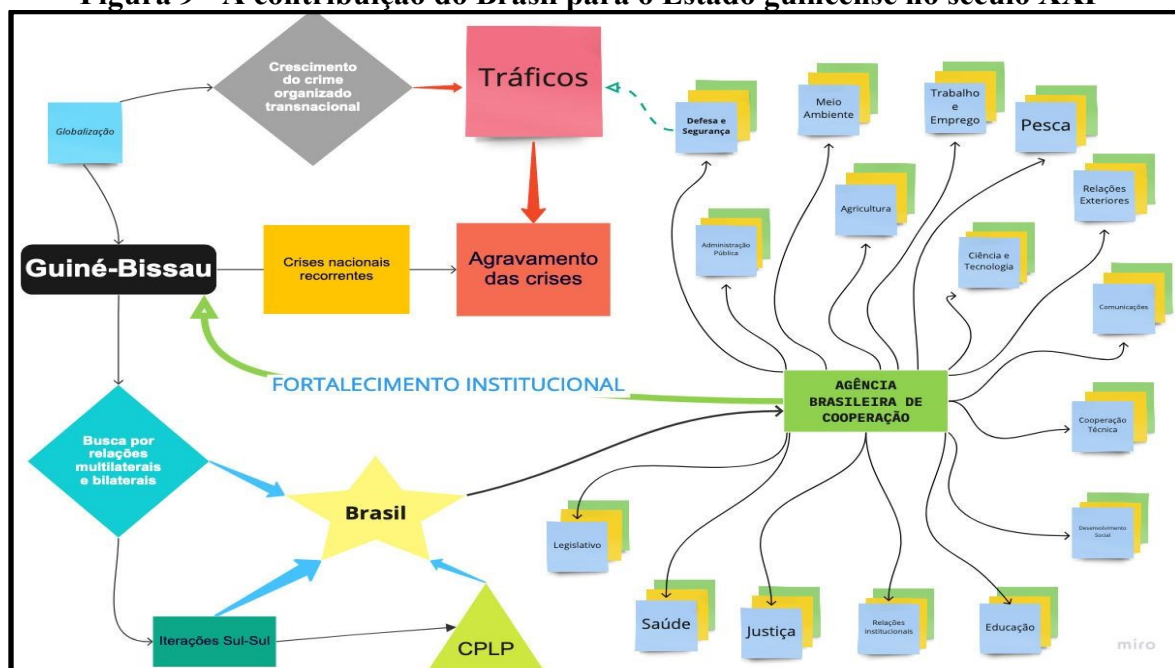 Figura 9 - A contribuição do Brasil para o Estado guineense no século XXI
Globalização
Crescimento
do crime
organizado
transnacional
Tráficos
Defesa e
Segurança
Meio
Ambiente
Trabalho
e
Emprego
Pesca
Relações
Exteriores
Agricultura
Administração
Pública
Ciência e
Tecnologia
Comunicações
Guiné-Bissau
Crises nacionais
recorrentes
Agravamento
das crises
FORTALECIMENTO INSTITUCIONAL
AGÊNCIA
BRASILEIRA DE
COOPERAÇÃO
Cooperação
Técnica
Desenvolvimento
Social
Busca por
relações
multilaterais
e bilaterais
Brasil
Legislativo
Saúde
Justiça
Relações
Institucionais
Educação
Iterações Sul-Sul
CPLP
miro